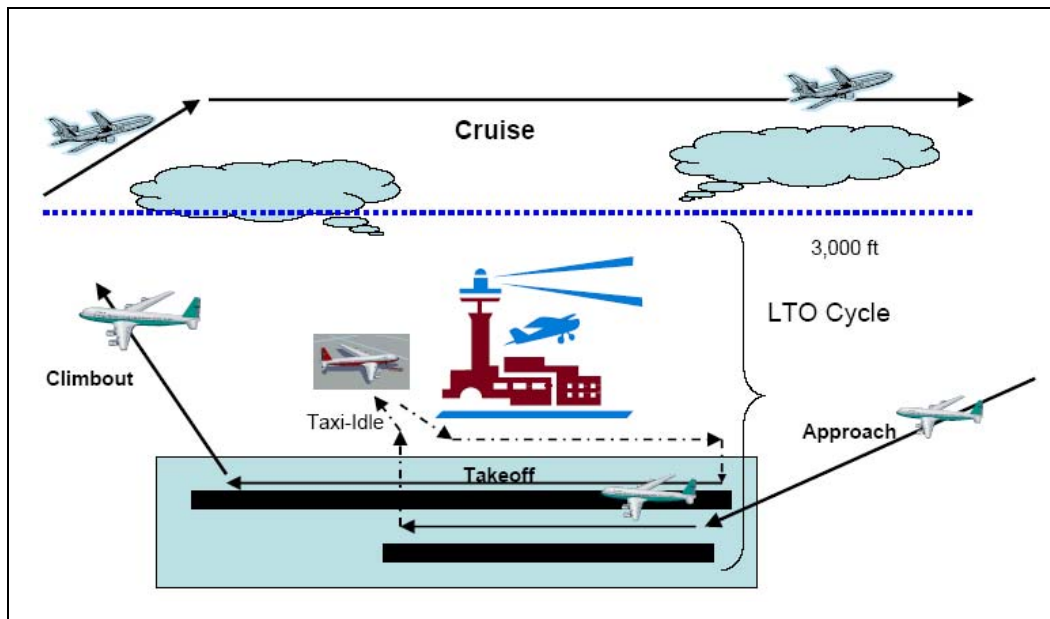 Cruise
3,000 ft
LTO Cycle
Climbout
Taxi-Idle
Approach
Takeoff